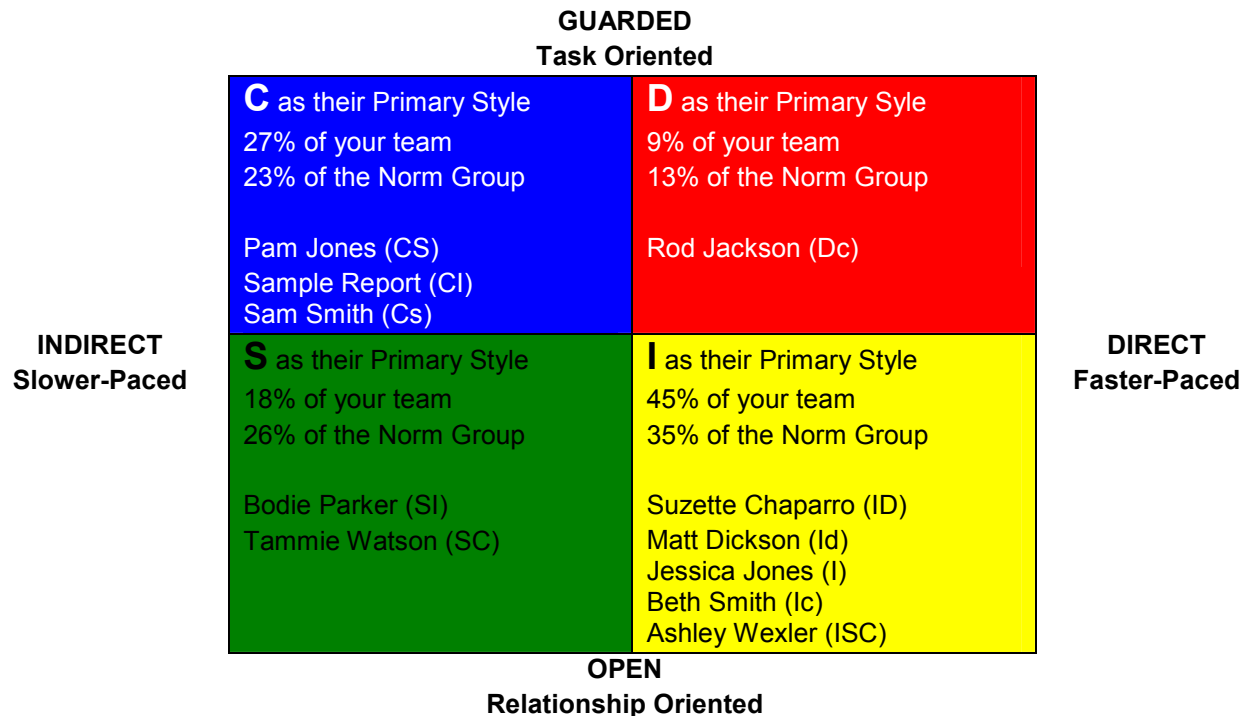 GUARDED
Task Oriented
C as their Primary Style
27% of your team
23% of the Norm Group
Pam Jones (CS)
Sample Report (CI)
Sam Smith (Cs)
D as their Primary Syle
9% of your team
13% of the Norm Group
Rod Jackson (Dc)
INDIRECT
Slower-Paced
DIRECT
Faster-Paced
S as their Primary Style
18% of your team
26% of the Norm Group
Bodie Parker (SI)
Tammie Watson (SC)
I as their Primary Style
45% of your team
35% of the Norm Group
Suzette Chaparro (ID)
Matt Dickson (Id)
Jessica Jones (I)
Beth Smith (Ic)
Ashley Wexler (ISC)
OPEN
Relationship Oriented